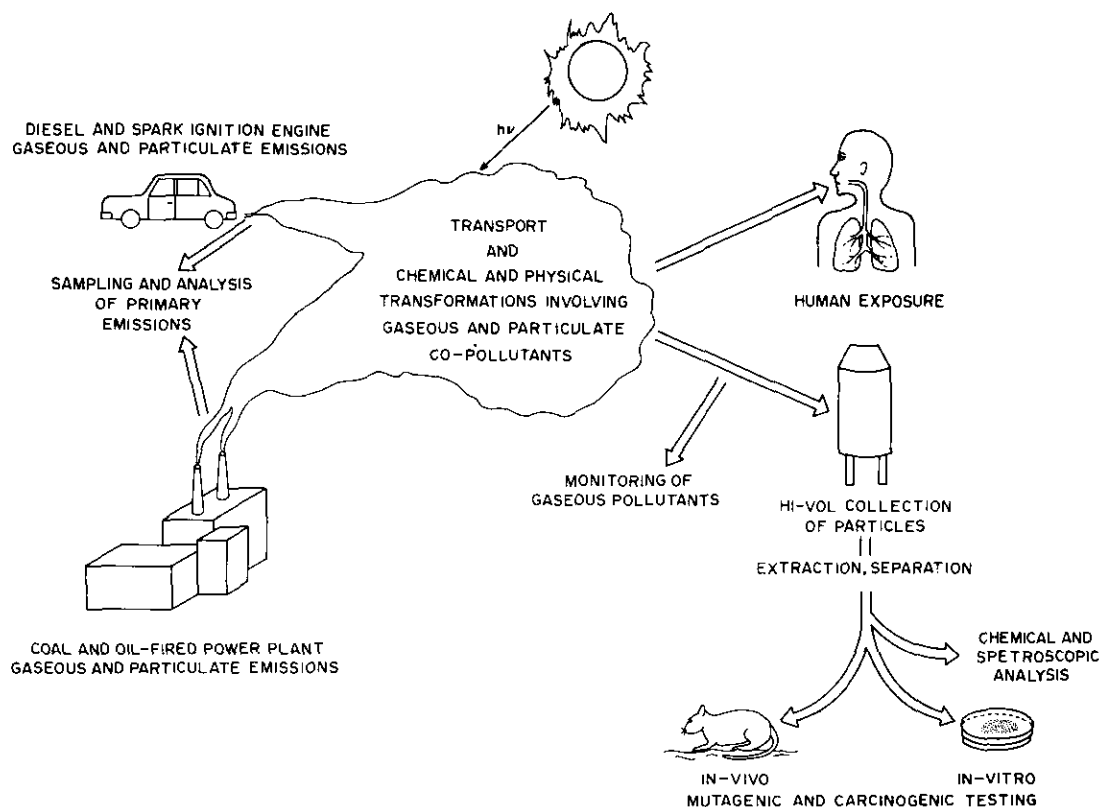 DIESEL AND SPARK IGNITION ENGINE
GASEOUS AND PARTICULATE EMISSIONS
hν
SAMPLING AND ANALYSIS
OF PRIMARY
EMISSIONS
TRANSPORT
AND
CHEMICAL AND PHYSICAL
TRANSFORMATIONS INVOLVING
GASEOUS AND PARTICULATE
CO-POLLUTANTS
HUMAN EXPOSURE
MONITORING OF
GASEOUS POLLUTANTS
HI-VOL COLLECTION
OF PARTICLES
EXTRACTION, SEPARATION
COAL AND OIL-FIRED POWER PLANT
GASEOUS AND PARTICULATE EMISSIONS
CHEMICAL AND
SPETROSCOPIC
ANALYSIS
IN-VIVO
IN-VITRO
MUTAGENIC AND CARCINOGENIC TESTING